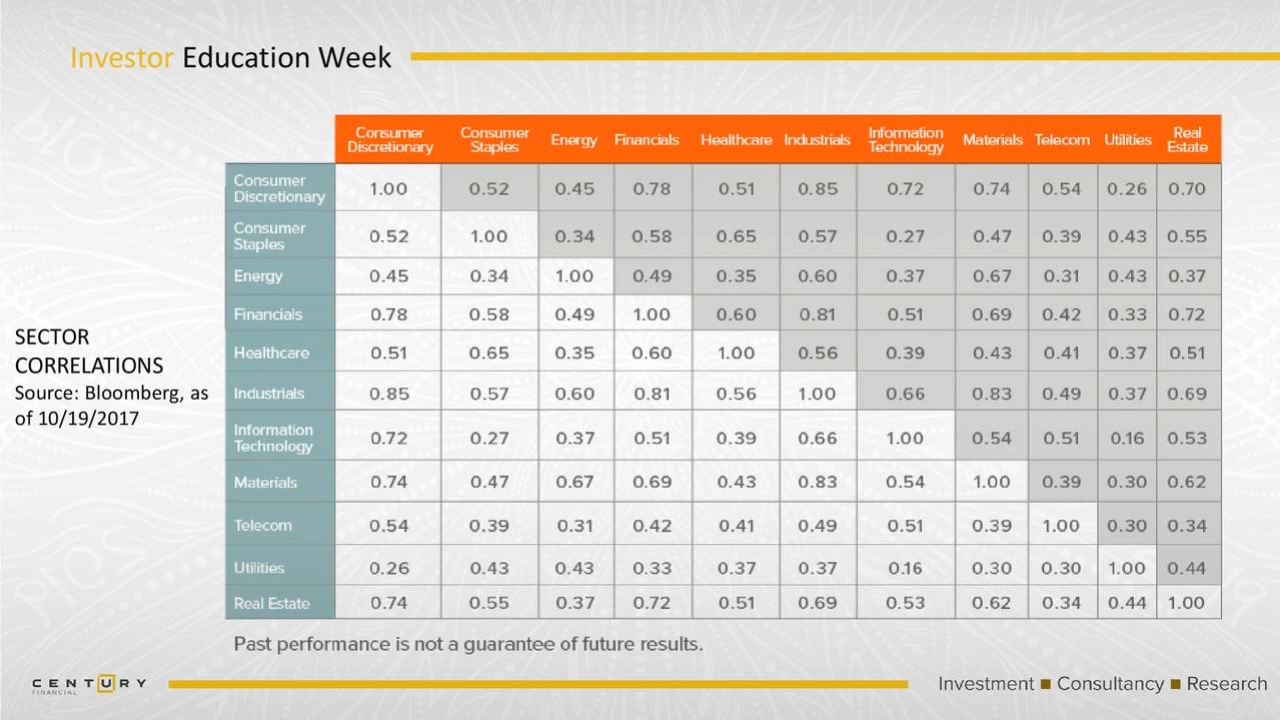 Investor Education Week
Consumer Discretionary Consumer Staples Energy Financials Healthcare Industrials Information Technology Materials Telecom Utilities Real Estate
Consumer Discretionary 1.00 0.52 0.45 0.78 0.51 0.85 0.72 0.74 0.54 0.26 0.70
Consumer Staples 0.52 1.00 0.34 0.58 0.65 0.57 0.27 0.47 0.39 0.43 0.55
Energy 0.45 0.34 1.00 0.49 0.35 0.60 0.37 0.67 0.31 0.43 0.37
Financials 0.78 0.58 0.49 1.00 0.60 0.81 0.51 0.69 0.42 0.33 0.72
Healthcare 0.51 0.65 0.35 0.60 1.00 0.56 0.39 0.43 0.41 0.37 0.51
Industrials 0.85 0.57 0.60 0.81 0.56 1.00 0.66 0.83 0.49 0.37 0.69
Information Technology 0.72 0.27 0.37 0.51 0.39 0.66 1.00 0.54 0.51 0.16 0.53
Materials 0.74 0.47 0.67 0.69 0.43 0.83 0.54 1.00 0.39 0.30 0.62
Telecom 0.54 0.39 0.31 0.42 0.41 0.49 0.51 0.39 1.00 0.30 0.34
Utilities 0.26 0.43 0.43 0.33 0.37 0.37 0.16 0.30 0.30 1.00 0.44
Real Estate 0.74 0.55 0.37 0.72 0.51 0.69 0.53 0.62 0.34 0.44 1.00
SECTOR
CORRELATIONS
Source: Bloomberg, as
of 10/19/2017
Past performance is not a guarantee of future results.
CENTURY
FINANCIAL
Investment ■ Consultancy ■ Research